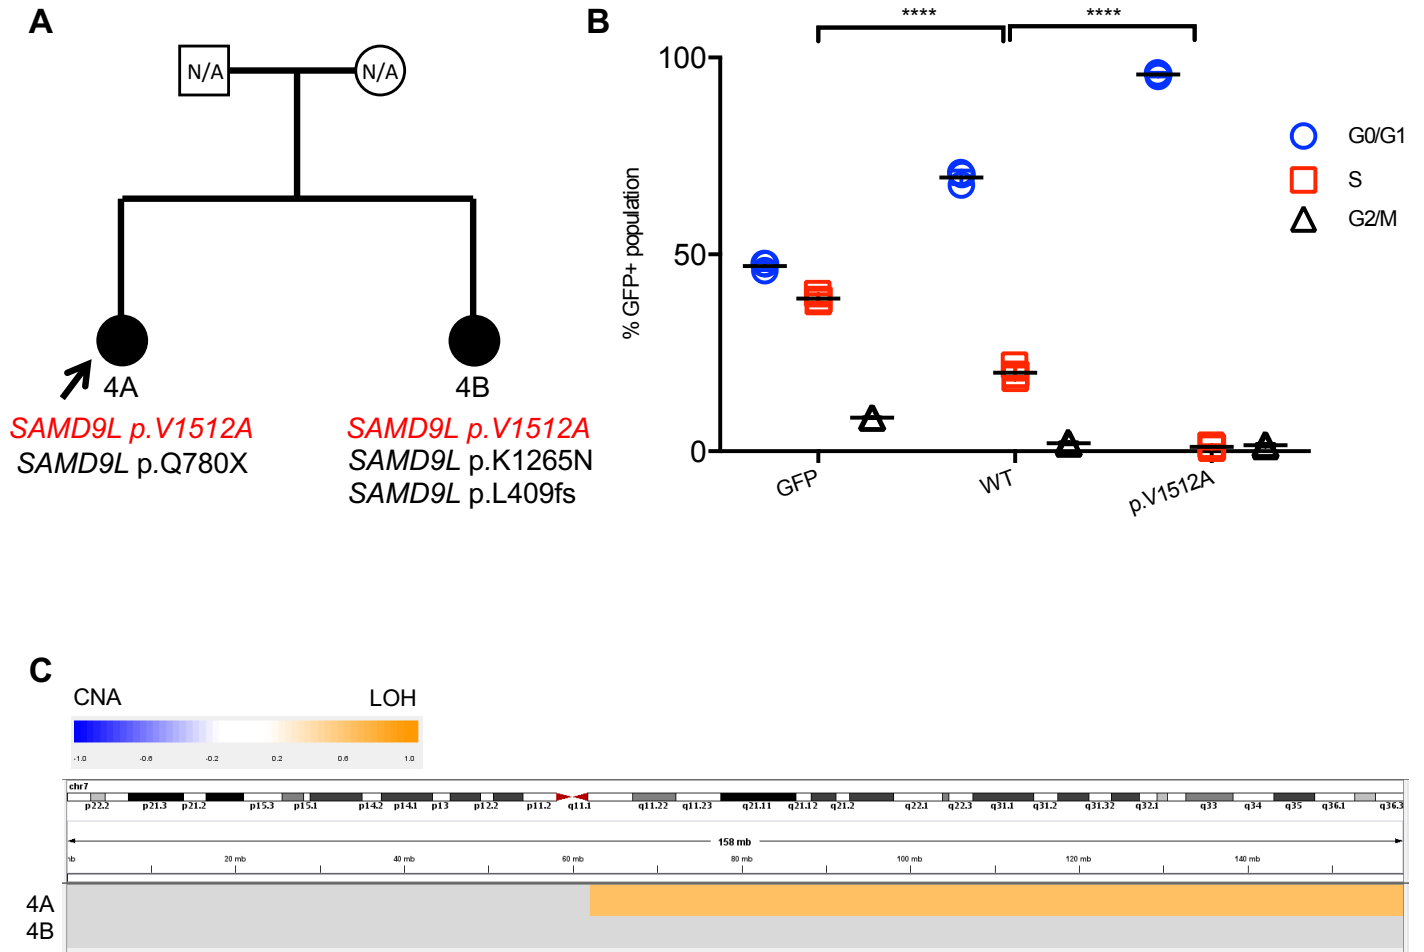 A
N/A
N/A
4A
4B
SAMD9L p.V1512A
SAMD9L p.Q780X
SAMD9L p.V1512A
SAMD9L p.K1265N
SAMD9L p.L409fs
B
****
****
100
50
0
% GFP+ population
GFP
WT
p.V1512A
G0/G1
S
G2/M
C
CNA LOH
-1.0 -0.6 -0.2 0.2 0.6 1.0
chr7
p22.2 p21.3 p21.2 p15.3 p15.1 p14.2 p14.1 p13 p12.2 p11.2 q11.1 q11.22 q11.23 q21.11 q21.12 q21.2 q22.1 q22.3 q31.1 q31.2 q31.32 q32.1 q33 q34 q35 q36.1 q36.3
158 mb
20 mb 40 mb 60 mb 80 mb 100 mb 120 mb 140 mb
4A
4B